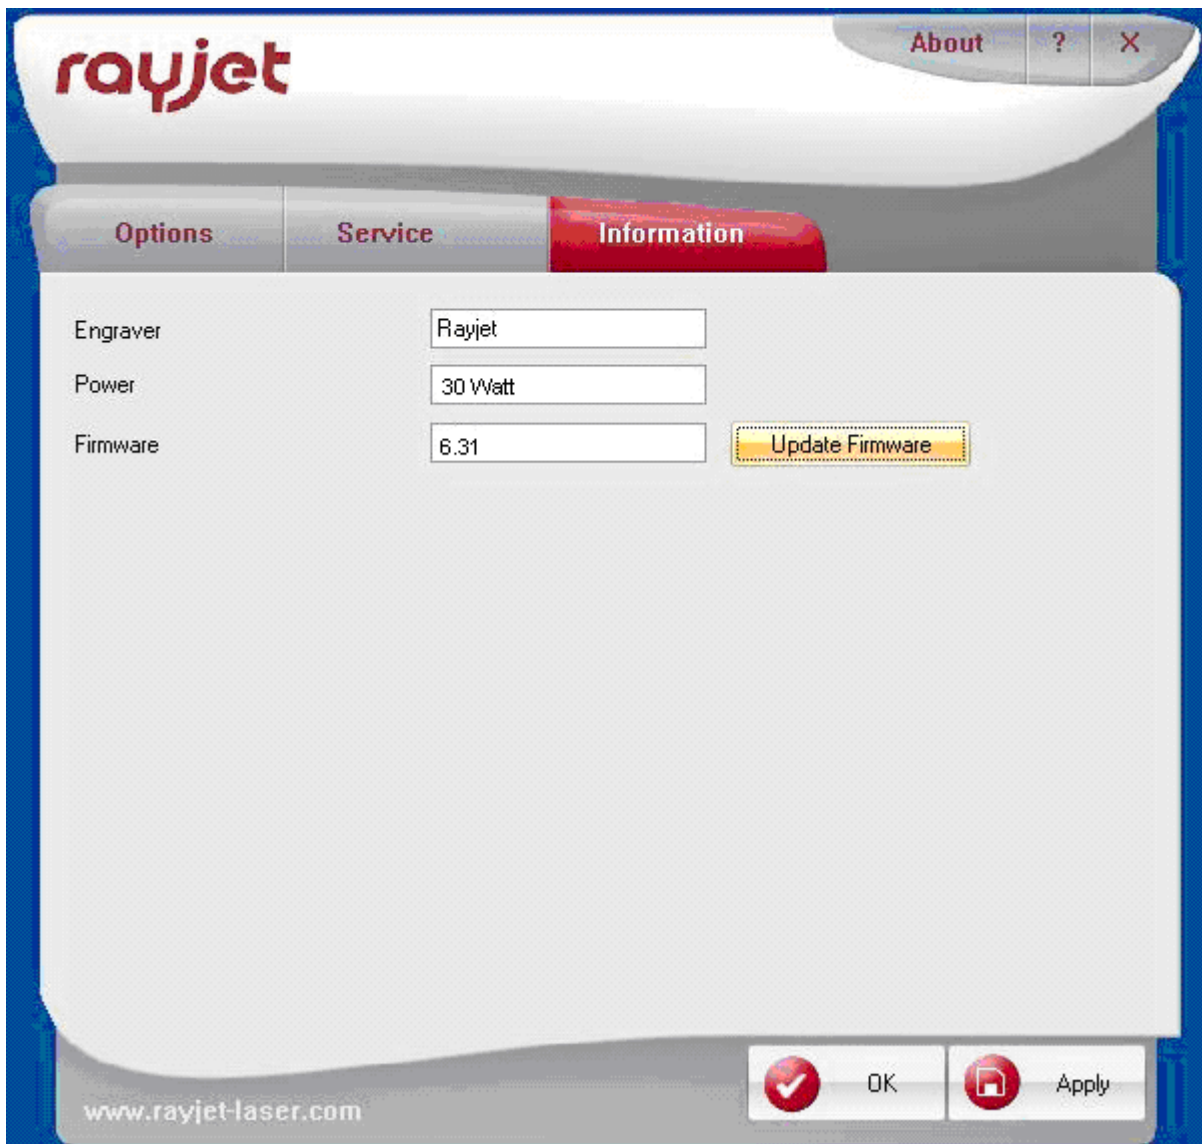 rayjet
About ? X
Options Service Information
Engraver Rayjet
Power 30 Watt
Firmware 6.31 Update Firmware
OK Apply
www.rayjet-laser.com